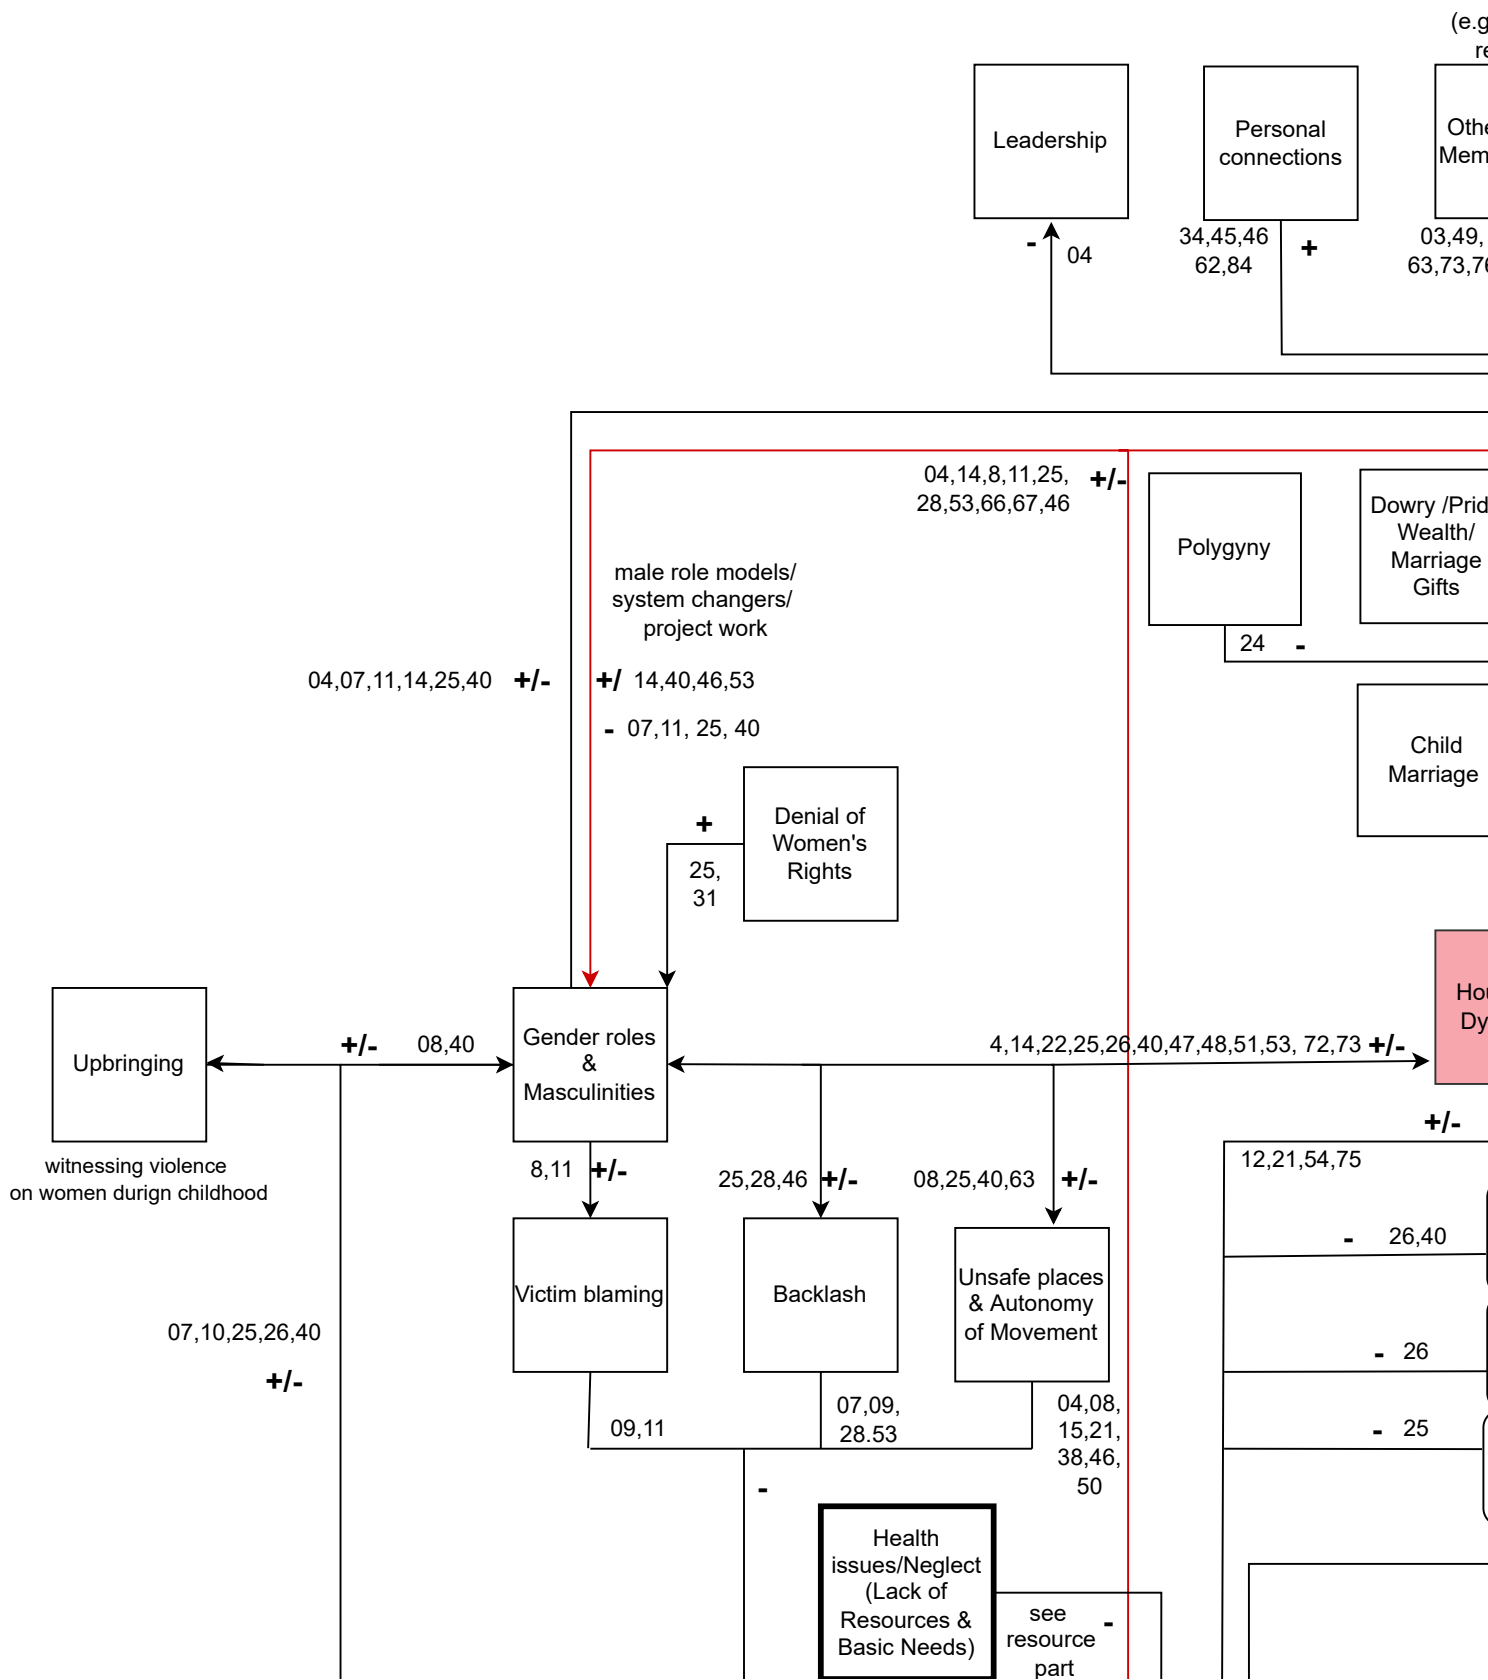 (e.g
re
Leadership
Personal
connections
Othe
Mem
-
04
34,45,46
62,84
+
03,49,
63,73,76
04,14,8,11,25,
28,53,66,67,46
+/-
Polygyny
Dowry /Prid
Wealth/
Marriage
Gifts
24 -
male role models/
system changers/
project work
04,07,11,14,25,40 +/-
+/ 14,40,46,53
- 07,11, 25, 40
Child
Marriage
Denial of
Women's
Rights
+
25,
31
Hou
Dy
Upbringing
+/- 08,40
Gender roles
&
Masculinities
4,14,22,25,26,40,47,48,51,53, 72,73 +/-
witnessing violence
on women durign childhood
8,11 +/-
25,28,46 +/-
08,25,40,63 +/-
+/-
12,21,54,75
- 26,40
Victim blaming
Backlash
Unsafe places
& Autonomy
of Movement
07,10,25,26,40
+/-
- 26
09,11
07,09,
28.53
04,08,
15,21,
38,46,
50
- 25
-
Health
issues/Neglect
(Lack of
Resources &
Basic Needs)
see
resource
part
-